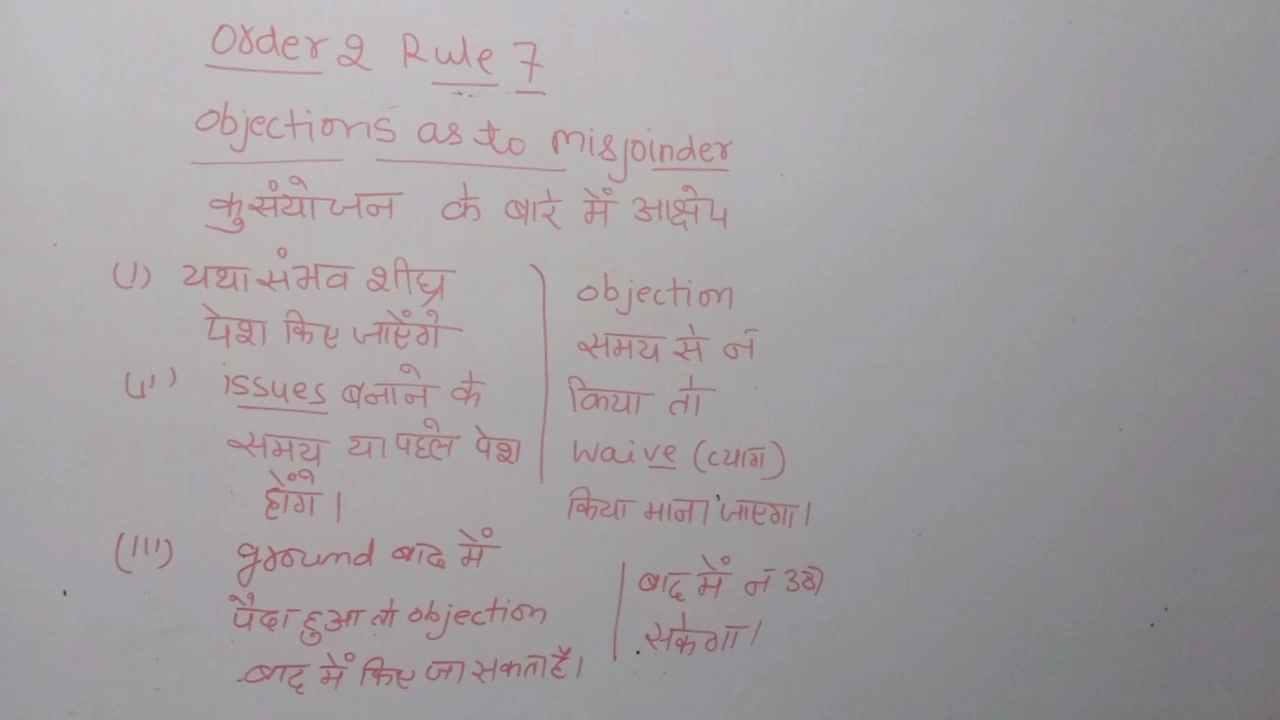 Order 2 Rule 7
Objections as to misjoinder
कुसंयोजन के बारे में आक्षेप
(I) यथासंभव शीघ्र
पेश किए जाएँगे
(II) issues बनाने के
समय या पहले पेश
होंगे।
(III) ground बाद में
पैदा हुआ तो objection
बाद में किए जा सकता है।
objection
समय से न
किया तो
waive (त्याग)
किया माना जाएगा।
बाद में न उठा
सकेगा।